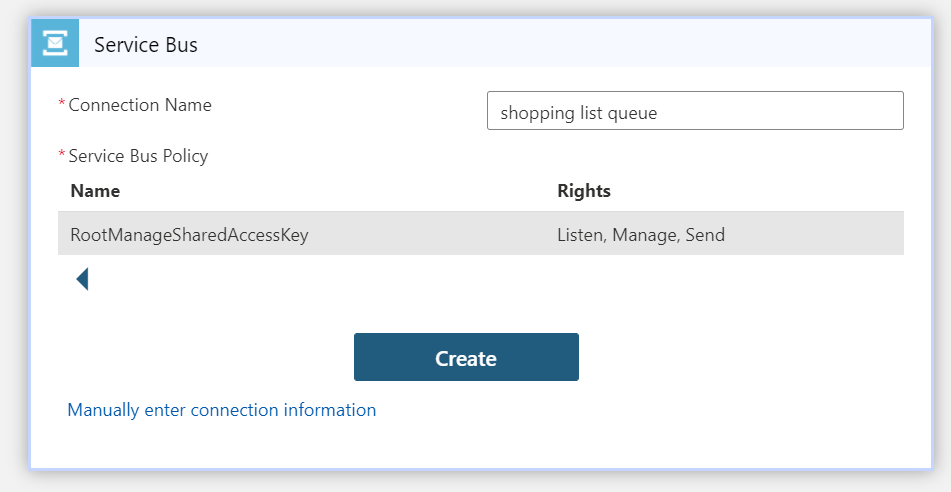 Service Bus
* Connection Name
shopping list queue
* Service Bus Policy
Name Rights
RootManageSharedAccessKey Listen, Manage, Send
Create
Manually enter connection information